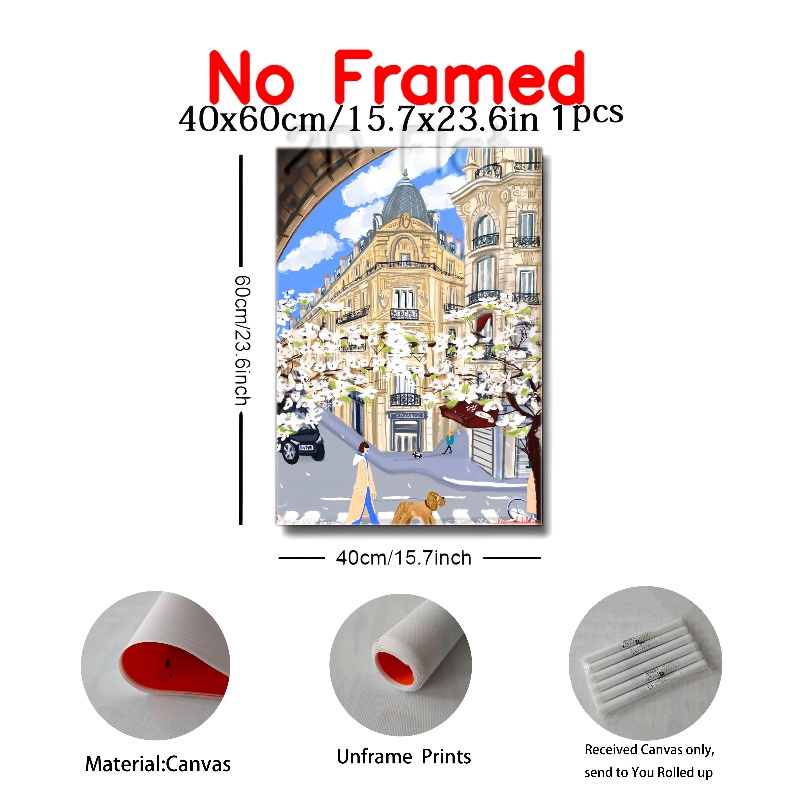 No Framed
40x60cm/15.7x23.6in 1pcs
60cm/23.6inch
40cm/15.7inch
Material:Canvas
Unframe Prints
Received Canvas only,
send to You Rolled up